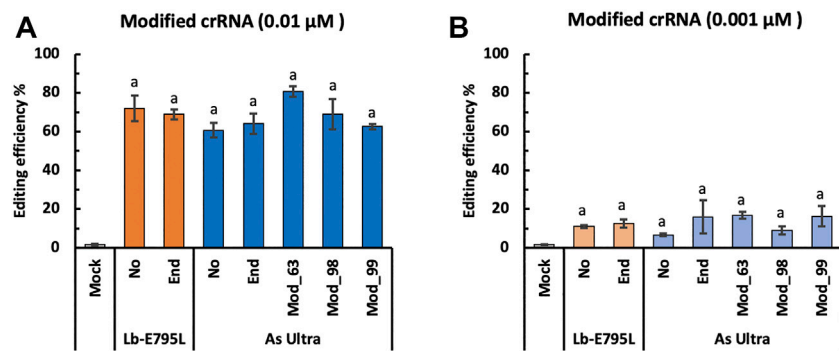 A
Modified crRNA (0.01 µM )
Editing efficiency %
100
80
60
40
20
0
a
a
a
a
a
a
a
Mock
No
End
No
End
Mod_63
Mod_98
Mod_99
Lb-E795L
As Ultra
B
Modified crRNA (0.001 µM )
Editing efficiency %
100
80
60
40
20
0
a
a
a
a
a
a
a
Mock
No
End
No
End
Mod_63
Mod_98
Mod_99
Lb-E795L
As Ultra